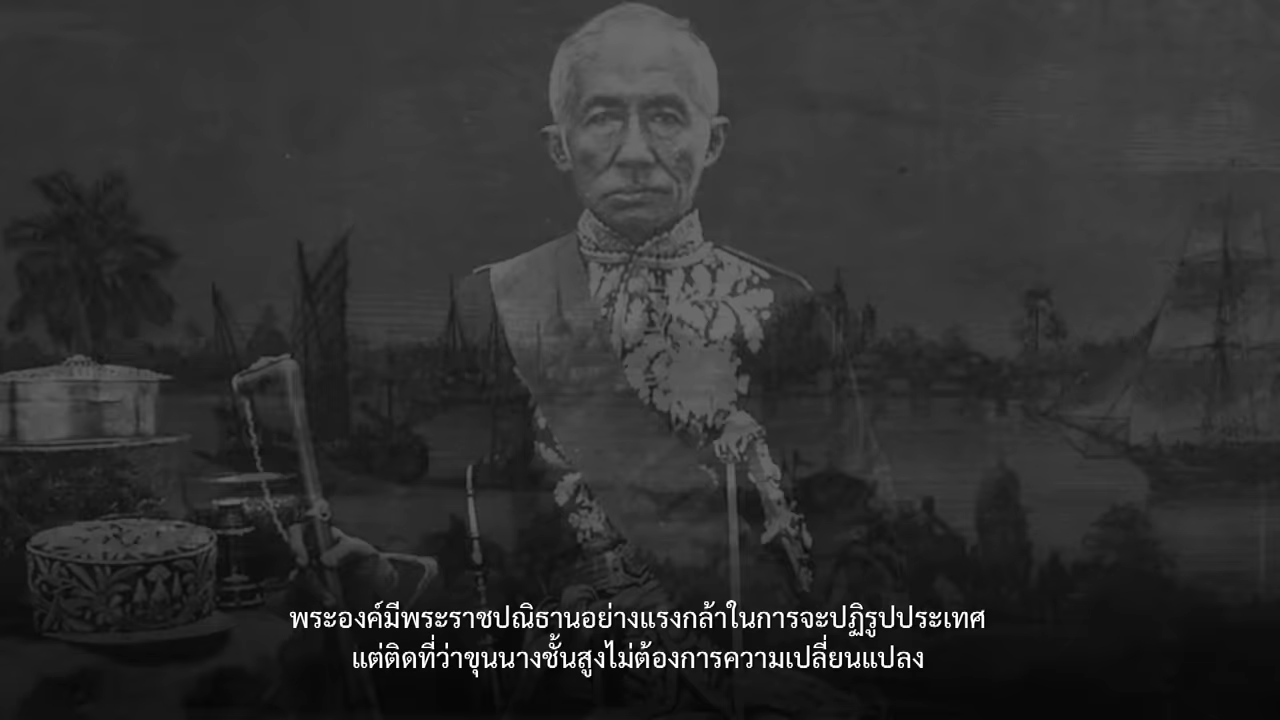 พระองค์มีพระราชปณิธานอย่างแรงกล้าในการจะปฏิรูปประเทศ
แต่ติดที่ว่าขุนนางชั้นสูงไม่ต้องการความเปลี่ยนแปลง